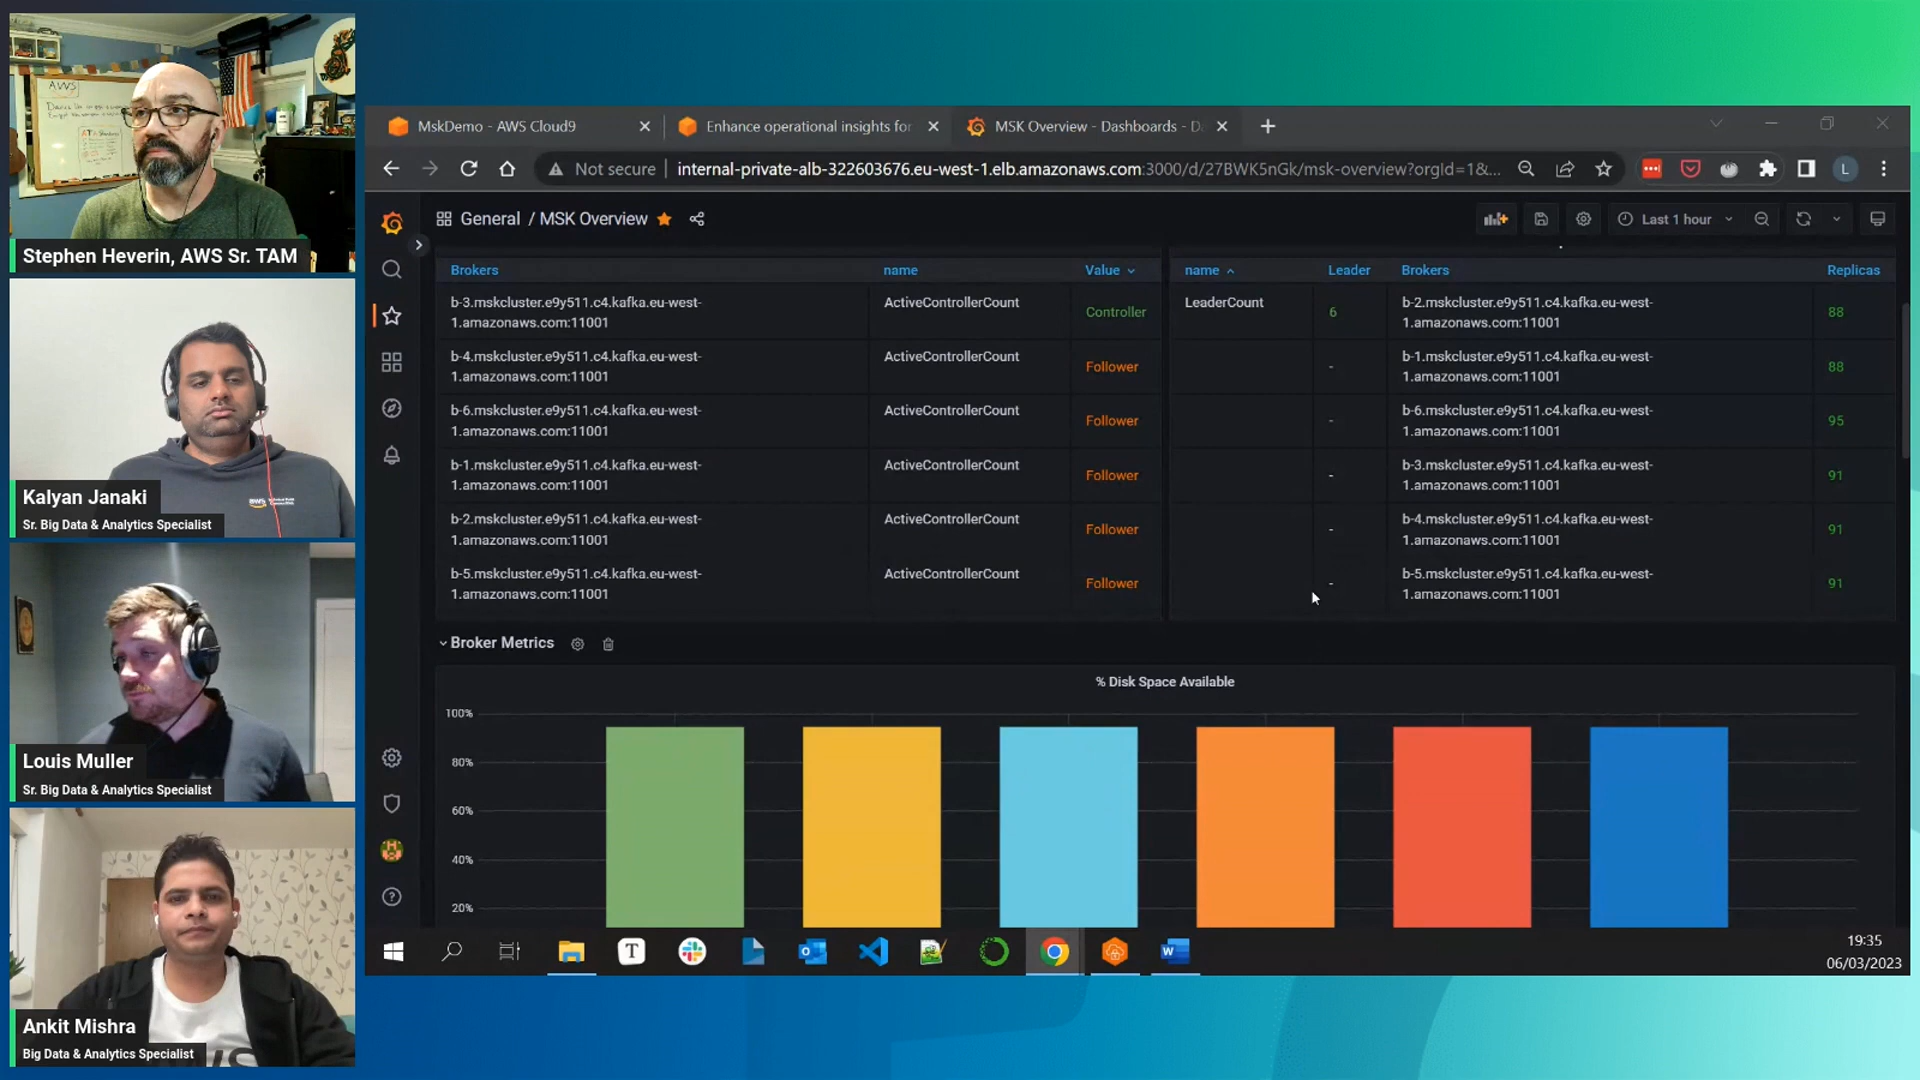 AWS
Stephen Heverin, AWS Sr. TAM
aws
Kalyan Janaki
Sr. Big Data & Analytics Specialist
Louis Muller
Sr. Big Data & Analytics Specialist
Ankit Mishra
Big Data & Analytics Specialist
MskDemo - AWS Cloud9
Enhance operational insights for
MSK Overview - Dashboards - D
Not secure
internal-private-alb-322603676.eu-west-1.elb.amazonaws.com:3000/d/27BWK5nGk/msk-overview?orgId=1&...
L
General / MSK Overview
Last 1 hour
Brokers name Value
b-3.mskcluster.e9y511.c4.kafka.eu-west-
1.amazonaws.com:11001
ActiveControllerCount
Controller
b-4.mskcluster.e9y511.c4.kafka.eu-west-
1.amazonaws.com:11001
ActiveControllerCount
Follower
b-6.mskcluster.e9y511.c4.kafka.eu-west-
1.amazonaws.com:11001
ActiveControllerCount
Follower
b-1.mskcluster.e9y511.c4.kafka.eu-west-
1.amazonaws.com:11001
ActiveControllerCount
Follower
b-2.mskcluster.e9y511.c4.kafka.eu-west-
1.amazonaws.com:11001
ActiveControllerCount
Follower
b-5.mskcluster.e9y511.c4.kafka.eu-west-
1.amazonaws.com:11001
ActiveControllerCount
Follower
name Leader Brokers Replicas
LeaderCount
6
b-2.mskcluster.e9y511.c4.kafka.eu-west-
1.amazonaws.com:11001
88
-
b-1.mskcluster.e9y511.c4.kafka.eu-west-
1.amazonaws.com:11001
88
-
b-6.mskcluster.e9y511.c4.kafka.eu-west-
1.amazonaws.com:11001
95
-
b-3.mskcluster.e9y511.c4.kafka.eu-west-
1.amazonaws.com:11001
91
-
b-4.mskcluster.e9y511.c4.kafka.eu-west-
1.amazonaws.com:11001
91
-
b-5.mskcluster.e9y511.c4.kafka.eu-west-
1.amazonaws.com:11001
91
Broker Metrics
% Disk Space Available
100%
80%
60%
40%
20%
T
19:35
06/03/2023